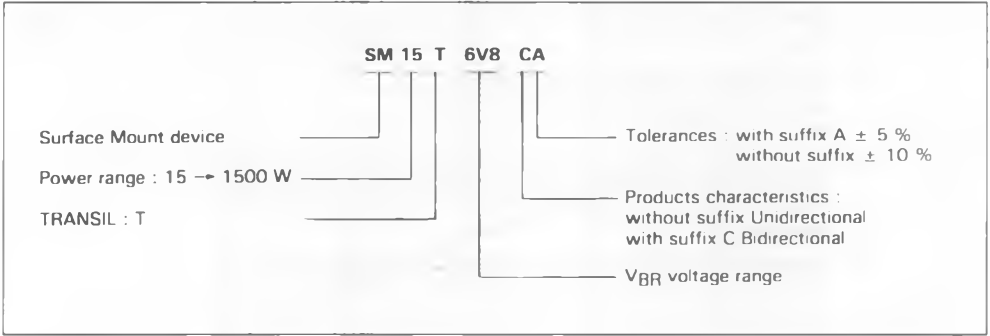 SM 15 T 6V8 CA
Surface Mount device
Power range : 15 → 1500 W
TRANSIL : T
Tolerances : with suffix A ± 5 %
without suffix ± 10 %
Products characteristics :
without suffix Unidirectional
with suffix C Bidirectional
VBR voltage range